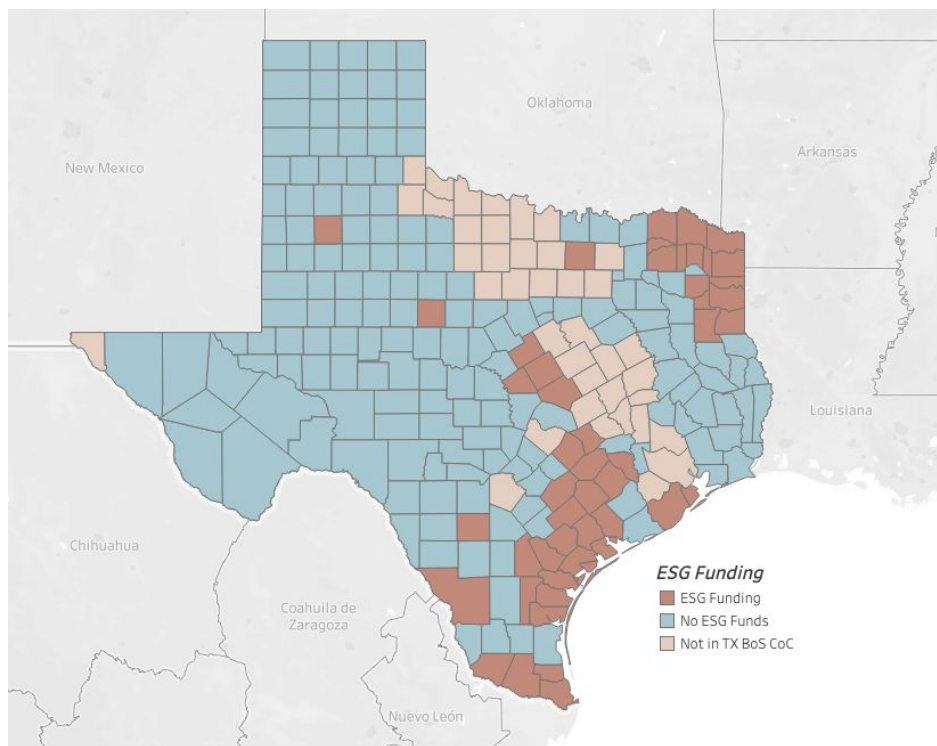 Oklahoma
New Mexico
Arkansas
Louisiana
Chihuahua
Coahuila de
Zaragoza
Nuevo León
ESG Funding
ESG Funding
No ESG Funds
Not in TX BoS CoC